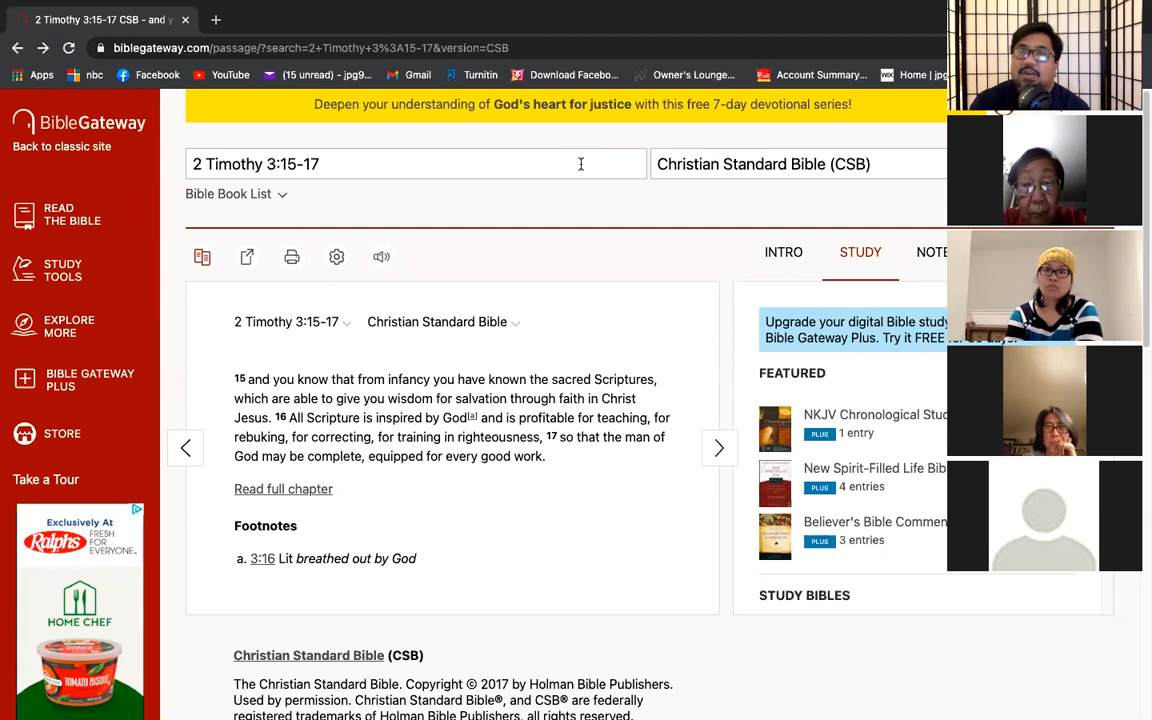 2 Timothy 3:15-17 CSB - and y
biblegateway.com/passage/?search=2+Timothy+3%3A15-17&version=CSB
Apps nbc Facebook YouTube (15 unread) - jpg9... Gmail Turnitin Download Facebo... Owner's Lounge... Account Summary... WIX Home | jpg
Deepen your understanding of God's heart for justice with this free 7-day devotional series!
BibleGateway
Back to classic site
READ
THE BIBLE
STUDY
TOOLS
EXPLORE
MORE
BIBLE GATEWAY
PLUS
STORE
Take a Tour
Exclusively At
Ralphs FRESH FOR EVERYONE™
HOME CHEF
TOMATO BISQUE
2 Timothy 3:15-17 Christian Standard Bible (CSB)
Bible Book List
INTRO STUDY NOTE
2 Timothy 3:15-17 Christian Standard Bible
15 and you know that from infancy you have known the sacred Scriptures,
which are able to give you wisdom for salvation through faith in Christ
Jesus. 16 All Scripture is inspired by God[a] and is profitable for teaching, for
rebuking, for correcting, for training in righteousness, 17 so that the man of
God may be complete, equipped for every good work.
Read full chapter
Footnotes
a. 3:16 Lit breathed out by God
Upgrade your digital Bible study
Bible Gateway Plus. Try it FREE
FEATURED
NKJV Chronological Stud
PLUS 1 entry
New Spirit-Filled Life Bib
PLUS 4 entries
Believer's Bible Commen
PLUS 3 entries
STUDY BIBLES
Christian Standard Bible (CSB)
The Christian Standard Bible. Copyright © 2017 by Holman Bible Publishers.
Used by permission. Christian Standard Bible®, and CSB® are federally
registered trademarks of Holman Bible Publishers, all rights reserved.